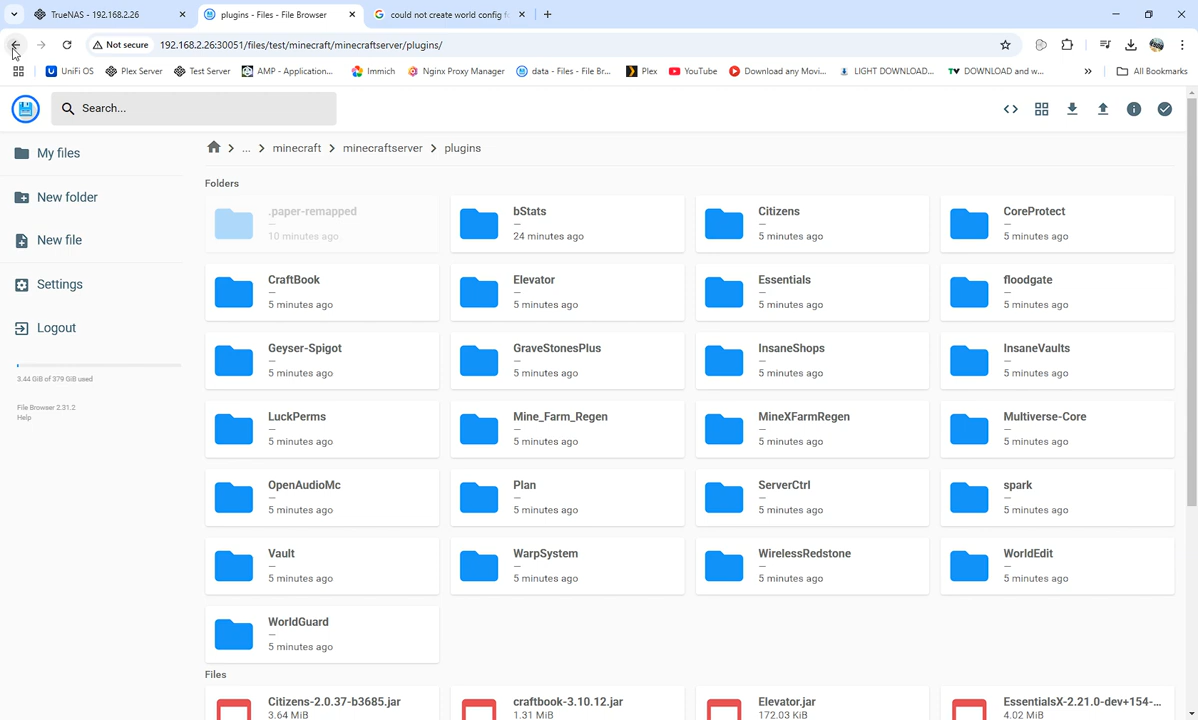 TrueNAS - 192.168.2.26
plugins - Files - File Browser
could not create world config f
Not secure
192.168.2.26:30051/files/test/minecraft/minecraftserver/plugins/
UniFi OS
Plex Server
Test Server
AMP - Application...
Immich
Nginx Proxy Manager
data - Files - File Br...
Plex
YouTube
Download any Movi...
LIGHT DOWNLOAD...
DOWNLOAD and w...
All Bookmarks
Search...
My files
New folder
New file
Settings
Logout
3.44 GiB of 379 GiB used
File Browser 2.31.2
Help
... minecraft minecraftserver plugins
Folders
.paper-remapped
—
10 minutes ago
bStats
—
24 minutes ago
Citizens
—
5 minutes ago
CoreProtect
—
5 minutes ago
CraftBook
—
5 minutes ago
Elevator
—
5 minutes ago
Essentials
—
5 minutes ago
floodgate
—
5 minutes ago
Geyser-Spigot
—
5 minutes ago
GraveStonesPlus
—
5 minutes ago
InsaneShops
—
5 minutes ago
InsaneVaults
—
5 minutes ago
LuckPerms
—
5 minutes ago
Mine_Farm_Regen
—
5 minutes ago
MineXFarmRegen
—
5 minutes ago
Multiverse-Core
—
5 minutes ago
OpenAudioMc
—
5 minutes ago
Plan
—
5 minutes ago
ServerCtrl
—
5 minutes ago
spark
—
5 minutes ago
Vault
—
5 minutes ago
WarpSystem
—
5 minutes ago
WirelessRedstone
—
5 minutes ago
WorldEdit
—
5 minutes ago
WorldGuard
—
5 minutes ago
Files
Citizens-2.0.37-b3685.jar
3.64 MiB
craftbook-3.10.12.jar
1.31 MiB
Elevator.jar
172.03 KiB
EssentialsX-2.21.0-dev+154-...
4.02 MiB